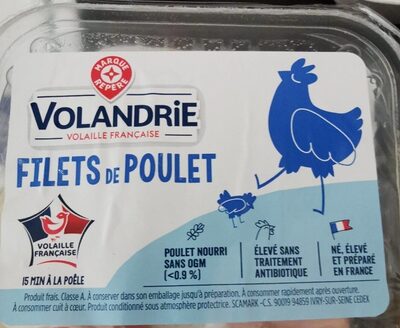 MARQUE
REPÈRE
VOLANDRIE
VOLAILLE FRANÇAISE
FILETS DE POULET
VOLAILLE
FRANÇAISE
15 MIN À LA POÊLE
POULET NOURRI
SANS OGM
(<0.9 %)
ÉLEVÉ SANS
TRAITEMENT
ANTIBIOTIQUE
NÉ, ÉLEVÉ
ET PRÉPARÉ
EN FRANCE
Produit frais. Classe A. À conserver dans son emballage jusqu'à préparation. À consommer rapidement après ouverture.
À consommer cuit à cœur. Produit conditionné sous atmosphère protectrice. SCAMARK -C.S. 90019 94859 IVRY-SUR-SEINE CEDEX